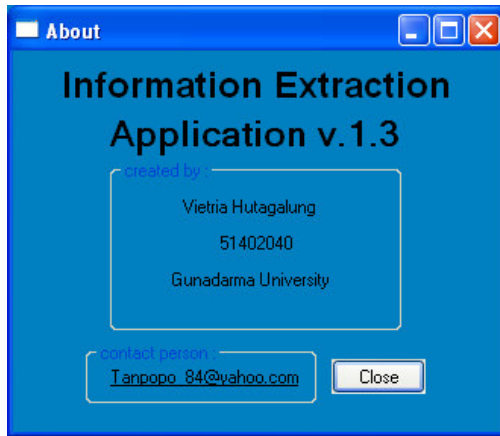 About
Information Extraction
Application v.1.3
created by :
Vietria Hutagalung
51402040
Gunadarma University
contact person :
Tanpopo_84@yahoo.com
Close